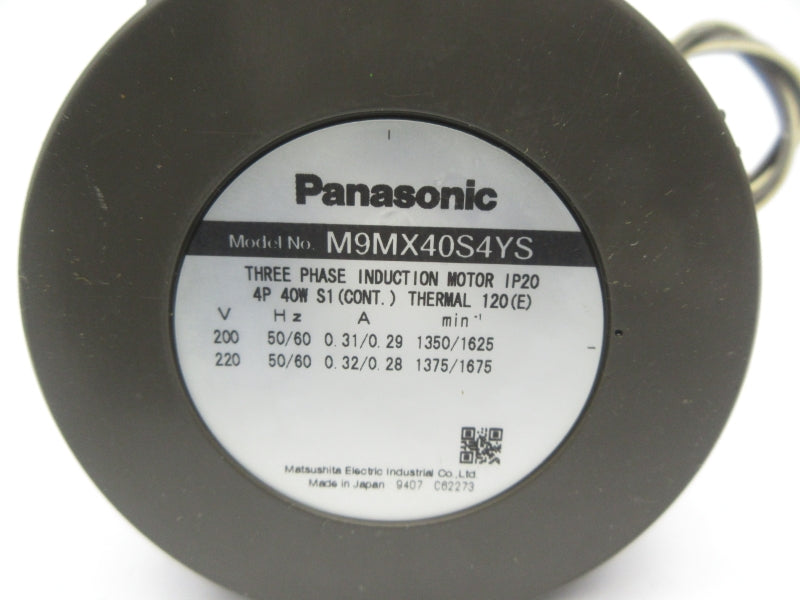 Panasonic
Model No. M9MX40S4YS
THREE PHASE INDUCTION MOTOR IP20
4P 40W S1(CONT.) THERMAL 120(E)
V Hz A min⁻¹
200 50/60 0.31/0.29 1350/1625
220 50/60 0.32/0.28 1375/1675
Matsushita Electric Industrial Co.,Ltd.
Made in Japan 9407 C62273